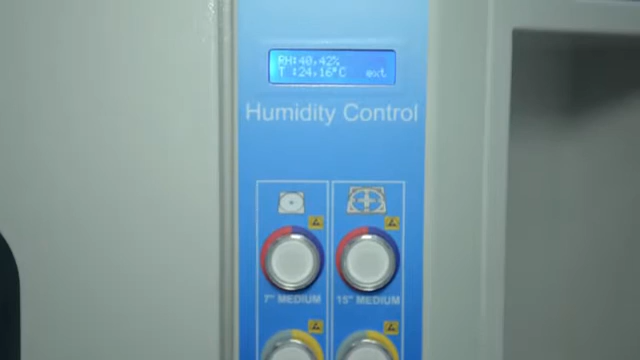 RH:40,42%
T :24,16°C ext
Humidity Control
7" MEDIUM
15" MEDIUM